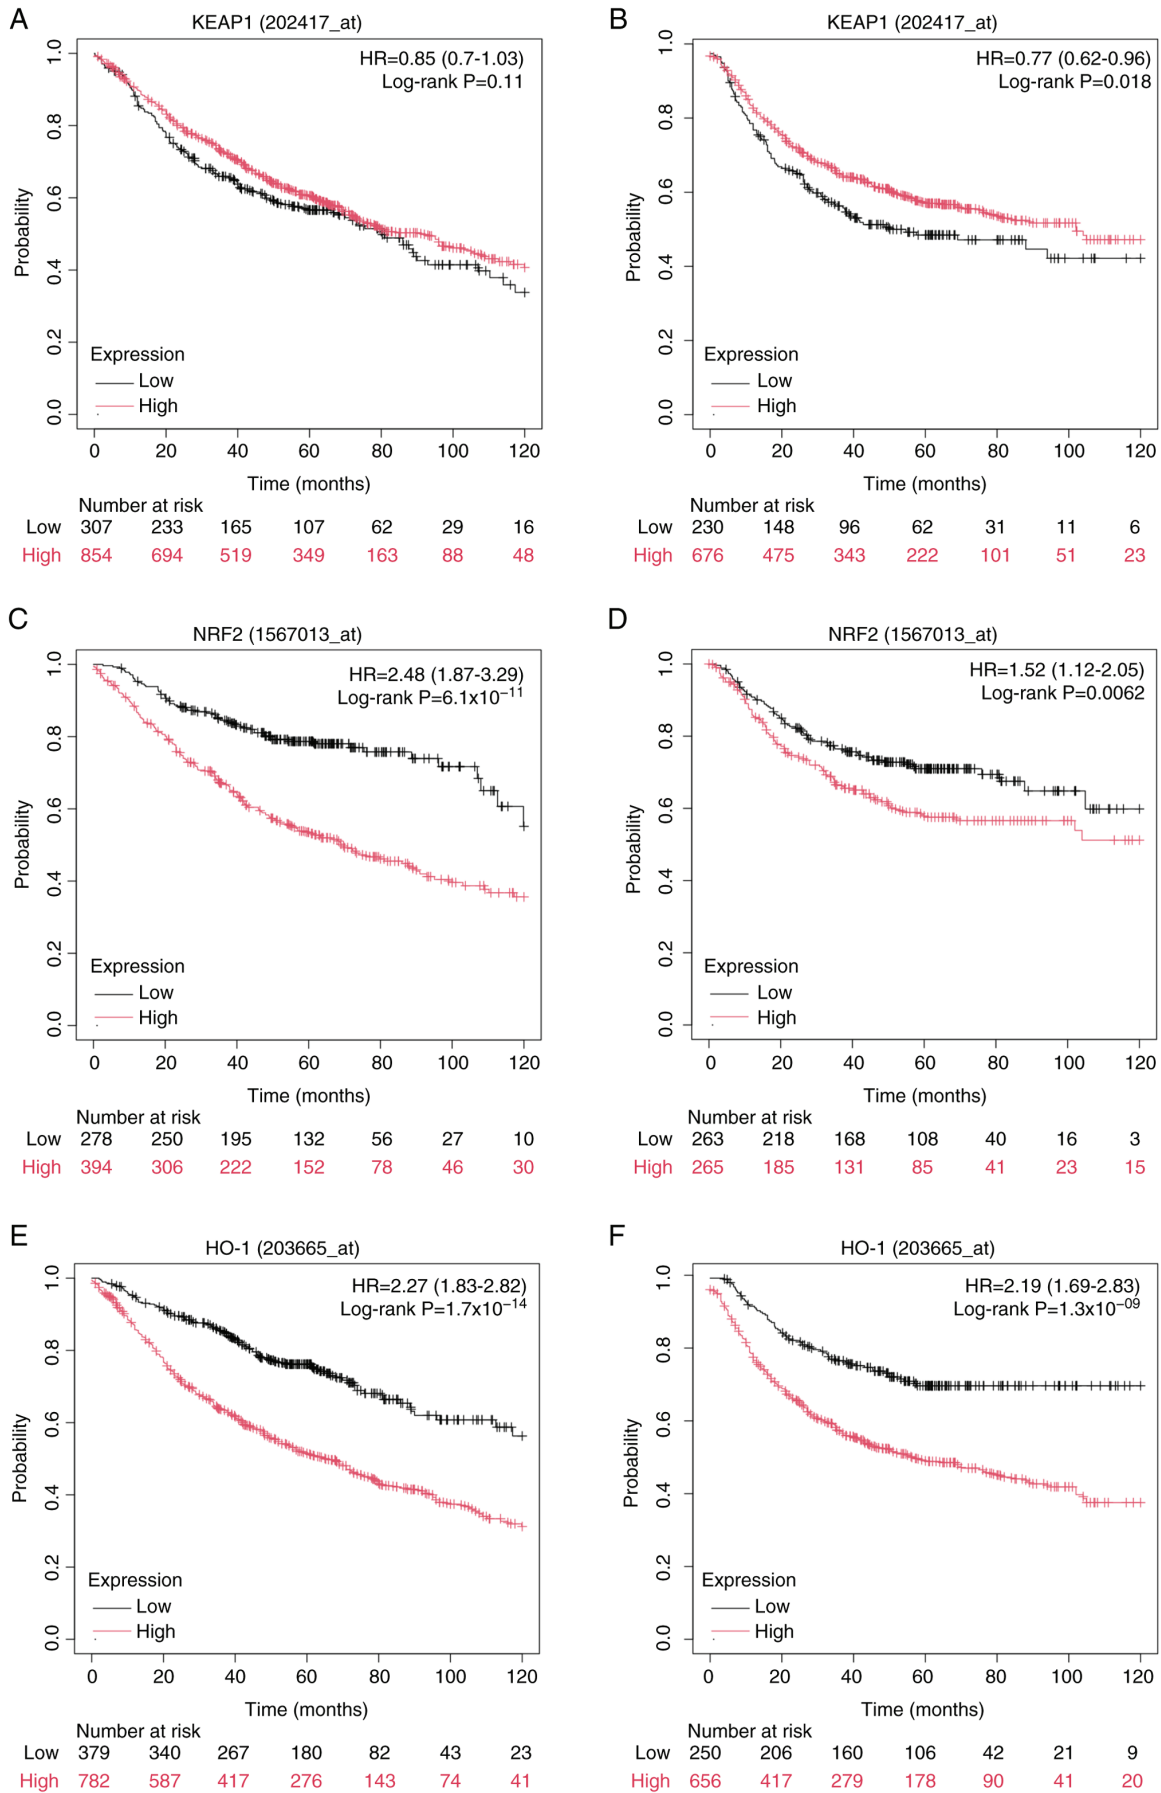 A
KEAP1 (202417_at)
HR=0.85 (0.7-1.03)
Log-rank P=0.11
Probability
1.0
0.8
0.6
0.4
0.2
0.0
Expression
Low
High
0 20 40 60 80 100 120
Time (months)
Number at risk
Low 307 233 165 107 62 29 16
High 854 694 519 349 163 88 48
B
KEAP1 (202417_at)
HR=0.77 (0.62-0.96)
Log-rank P=0.018
Probability
1.0
0.8
0.6
0.4
0.2
0.0
Expression
Low
High
0 20 40 60 80 100 120
Time (months)
Number at risk
Low 230 148 96 62 31 11 6
High 676 475 343 222 101 51 23
C
NRF2 (1567013_at)
HR=2.48 (1.87-3.29)
Log-rank P=6.1x10⁻¹¹
Probability
1.0
0.8
0.6
0.4
0.2
0.0
Expression
Low
High
0 20 40 60 80 100 120
Time (months)
Number at risk
Low 278 250 195 132 56 27 10
High 394 306 222 152 78 46 30
D
NRF2 (1567013_at)
HR=1.52 (1.12-2.05)
Log-rank P=0.0062
Probability
1.0
0.8
0.6
0.4
0.2
0.0
Expression
Low
High
0 20 40 60 80 100 120
Time (months)
Number at risk
Low 263 218 168 108 40 16 3
High 265 185 131 85 41 23 15
E
HO-1 (203665_at)
HR=2.27 (1.83-2.82)
Log-rank P=1.7x10⁻¹⁴
Probability
1.0
0.8
0.6
0.4
0.2
0.0
Expression
Low
High
0 20 40 60 80 100 120
Time (months)
Number at risk
Low 379 340 267 180 82 43 23
High 782 587 417 276 143 74 41
F
HO-1 (203665_at)
HR=2.19 (1.69-2.83)
Log-rank P=1.3x10⁻⁰⁹
Probability
1.0
0.8
0.6
0.4
0.2
0.0
Expression
Low
High
0 20 40 60 80 100 120
Time (months)
Number at risk
Low 250 206 160 106 42 21 9
High 656 417 279 178 90 41 20